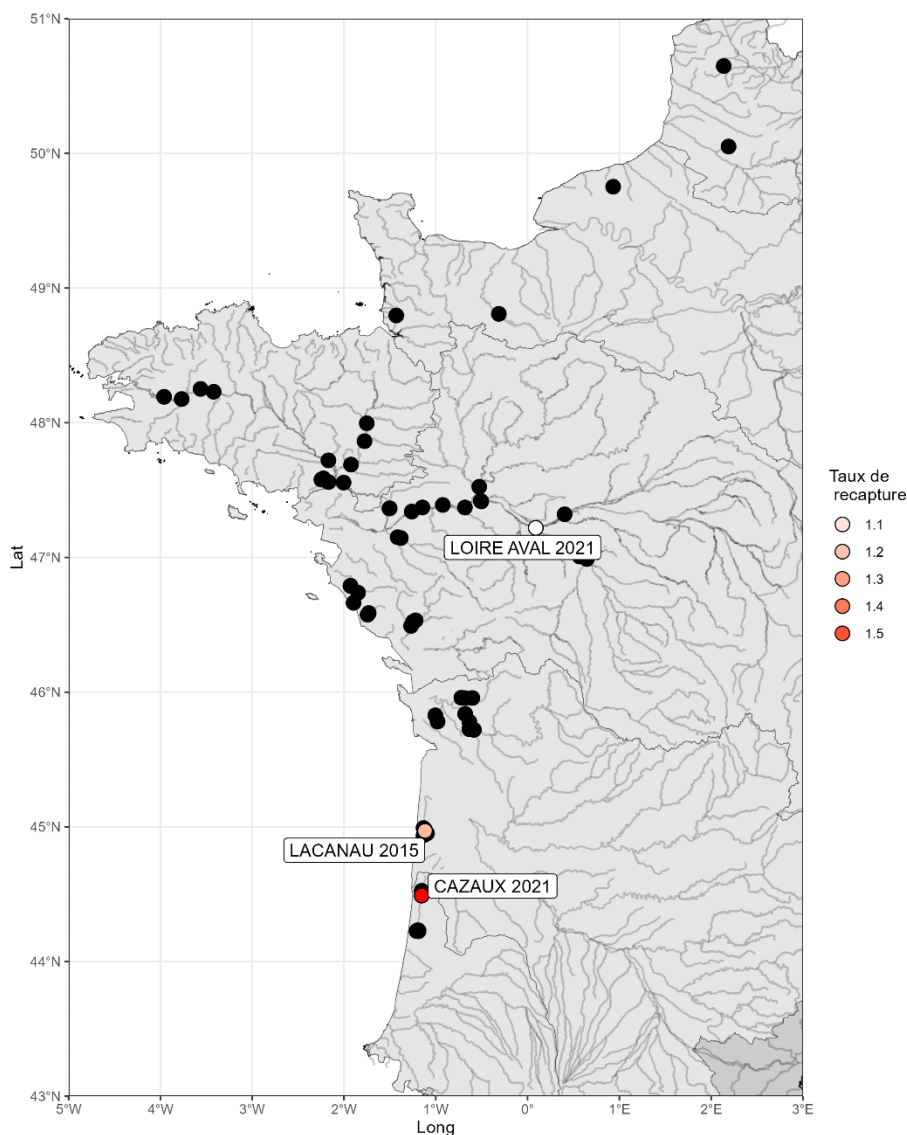 51°N
50°N
49°N
48°N
47°N
46°N
45°N
44°N
43°N
Lat
LOIRE AVAL 2021
LACANAU 2015
CAZAUX 2021
5°W 4°W 3°W 2°W 1°W 0° 1°E 2°E 3°E
Long
Taux de
recapture
1.1
1.2
1.3
1.4
1.5